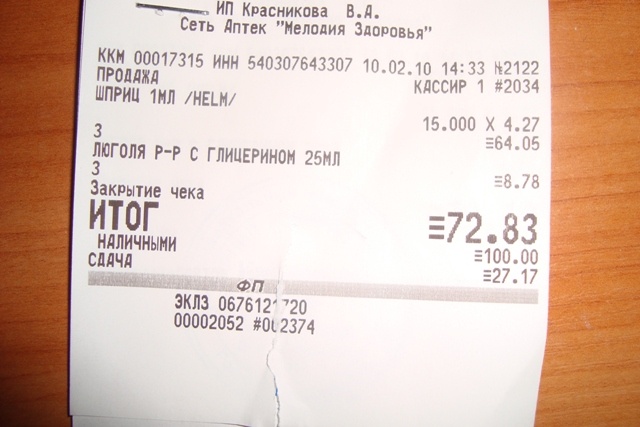 ИП Красникова В.А.
Сеть Аптек "Мелодия Здоровья"
ККМ 00017315 ИНН 540307643307 10.02.10 14:33 №2122
ПРОДАЖА КАССИР 1 #2034
ШПРИЦ 1МЛ /HELM/
15.000 X 4.27
3 ≡64.05
ЛЮГОЛЯ Р-Р С ГЛИЦЕРИНОМ 25МЛ
3 ≡8.78
Закрытие чека
ИТОГ ≡72.83
НАЛИЧНЫМИ ≡100.00
СДАЧА ≡27.17
ФП
ЭКЛЗ 0676121720
00002052 #002374